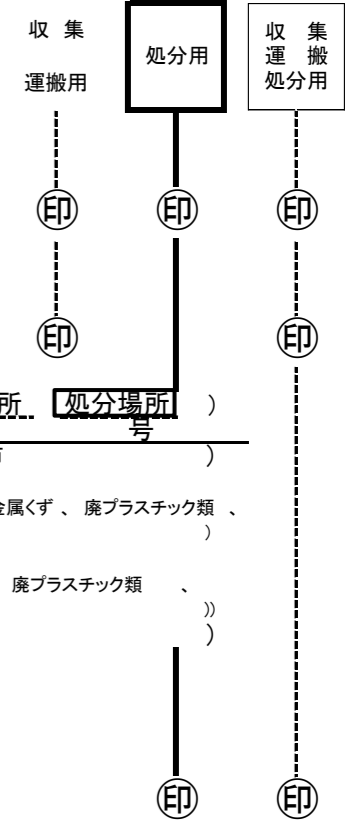 収 集
運搬用
処分用
収 集
運 搬
処分用
㊞ ㊞ ㊞
㊞ ㊞
所 処分場所 )
号
)
金属くず 、 廃プラスチック類 、
)
廃プラスチック類 、
))
)
㊞ ㊞